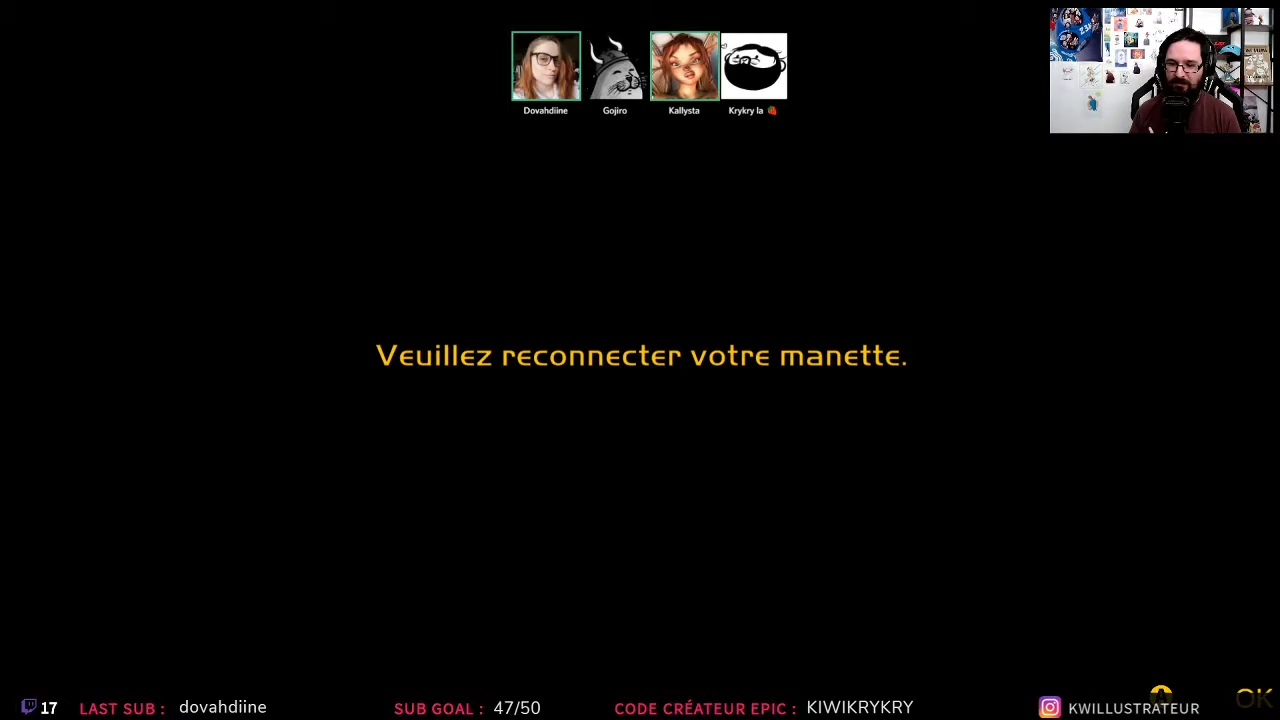 Dovahdiine
Gojiro
Kallysta
Krykry la 🍓
Veuillez reconnecter votre manette.
17
LAST SUB : dovahdiine
SUB GOAL : 47/50
CODE CRÉATEUR EPIC : KIWIKRYKRY
KWILLUSTRATEUR
OK